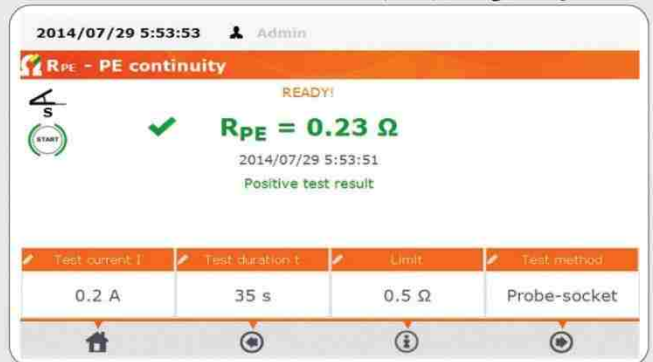 2014/07/29 5:53:53 Admin
RPE - PE continuity
READY!
S
START
RPE = 0.23 Ω
2014/07/29 5:53:51
Positive test result
Test current I Test duration t Limit Test method
0.2 A 35 s 0.5 Ω Probe-socket